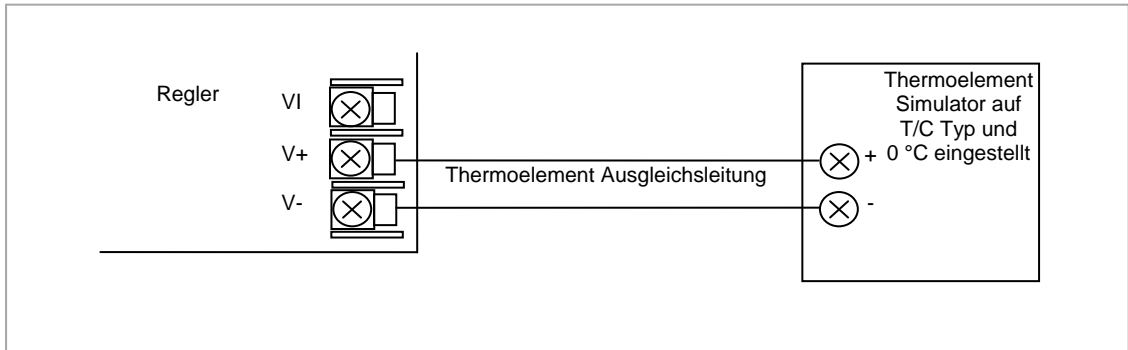 Regler
VI
V+
V-
Thermoelement Ausgleichsleitung
Thermoelement
Simulator auf
T/C Typ und
0 °C eingestellt
+
-